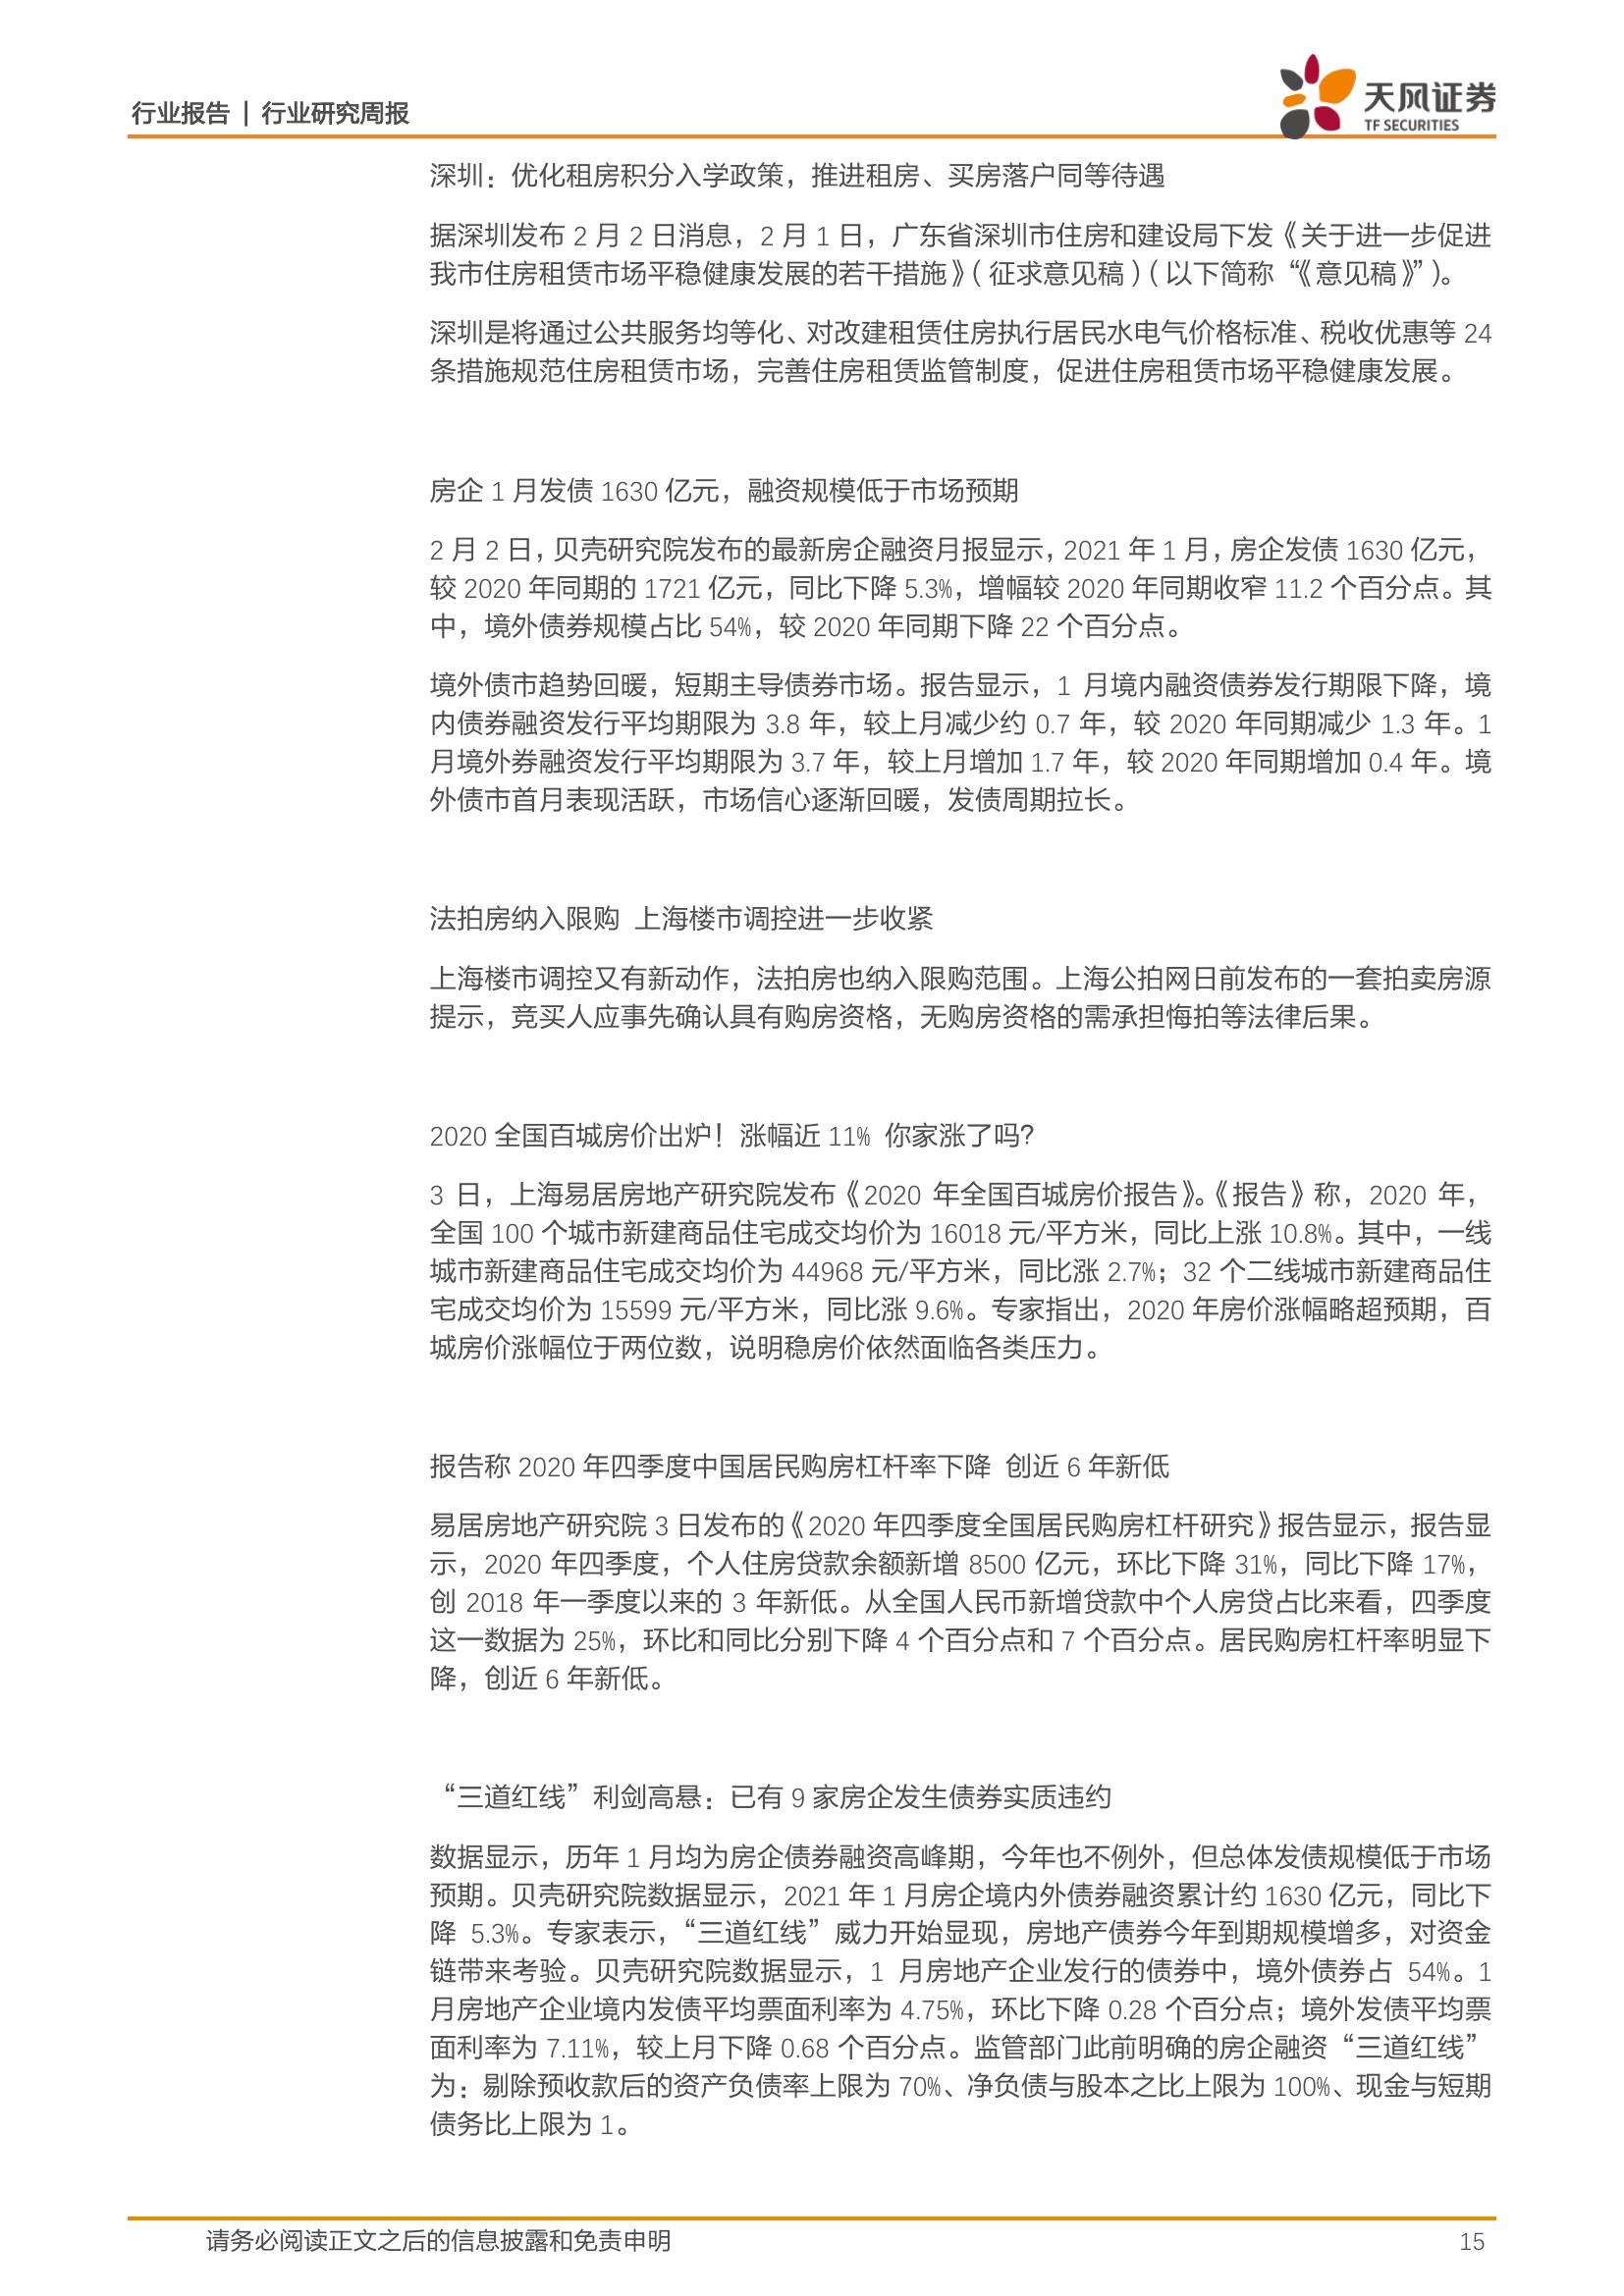 行业报告 | 行业研究周报
天风证券
TF SECURITIES
深圳：优化租房积分入学政策，推进租房、买房落户同等待遇
据深圳发布 2 月 2 日消息，2 月 1 日，广东省深圳市住房和建设局下发《关于进一步促进
我市住房租赁市场平稳健康发展的若干措施》（征求意见稿）（以下简称“《意见稿》”）。
深圳是将通过公共服务均等化、对改建租赁住房执行居民水电气价格标准、税收优惠等 24
条措施规范住房租赁市场，完善住房租赁监管制度，促进住房租赁市场平稳健康发展。
房企 1 月发债 1630 亿元，融资规模低于市场预期
2 月 2 日，贝壳研究院发布的最新房企融资月报显示，2021 年 1 月，房企发债 1630 亿元，
较 2020 年同期的 1721 亿元，同比下降 5.3%，增幅较 2020 年同期收窄 11.2 个百分点。其
中，境外债券规模占比 54%，较 2020 年同期下降 22 个百分点。
境外债市趋势回暖，短期主导债券市场。报告显示，1 月境内融资债券发行期限下降，境
内债券融资发行平均期限为 3.8 年，较上月减少约 0.7 年，较 2020 年同期减少 1.3 年。1
月境外券融资发行平均期限为 3.7 年，较上月增加 1.7 年，较 2020 年同期增加 0.4 年。境
外债市首月表现活跃，市场信心逐渐回暖，发债周期拉长。
法拍房纳入限购 上海楼市调控进一步收紧
上海楼市调控又有新动作，法拍房也纳入限购范围。上海公拍网日前发布的一套拍卖房源
提示，竞买人应事先确认具有购房资格，无购房资格的需承担悔拍等法律后果。
2020 全国百城房价出炉！涨幅近 11% 你家涨了吗?
3 日，上海易居房地产研究院发布《2020 年全国百城房价报告》。《报告》称，2020 年，
全国 100 个城市新建商品住宅成交均价为 16018 元/平方米，同比上涨 10.8%。其中，一线
城市新建商品住宅成交均价为 44968 元/平方米，同比涨 2.7%；32 个二线城市新建商品住
宅成交均价为 15599 元/平方米，同比涨 9.6%。专家指出，2020 年房价涨幅略超预期，百
城房价涨幅位于两位数，说明稳房价依然面临各类压力。
报告称 2020 年四季度中国居民购房杠杆率下降 创近 6 年新低
易居房地产研究院 3 日发布的《2020 年四季度全国居民购房杠杆研究》报告显示，报告显
示，2020 年四季度，个人住房贷款余额新增 8500 亿元，环比下降 31%，同比下降 17%，
创 2018 年一季度以来的 3 年新低。从全国人民币新增贷款中个人房贷占比来看，四季度
这一数据为 25%，环比和同比分别下降 4 个百分点和 7 个百分点。居民购房杠杆率明显下
降，创近 6 年新低。
“三道红线”利剑高悬：已有 9 家房企发生债券实质违约
数据显示，历年 1 月均为房企债券融资高峰期，今年也不例外，但总体发债规模低于市场
预期。贝壳研究院数据显示，2021 年 1 月房企境内外债券融资累计约 1630 亿元，同比下
降 5.3%。专家表示，“三道红线”威力开始显现，房地产债券今年到期规模增多，对资金
链带来考验。贝壳研究院数据显示，1 月房地产企业发行的债券中，境外债券占 54%。1
月房地产企业境内发债平均票面利率为 4.75%，环比下降 0.28 个百分点；境外发债平均票
面利率为 7.11%，较上月下降 0.68 个百分点。监管部门此前明确的房企融资“三道红线”
为：剔除预收款后的资产负债率上限为 70%、净负债与股本之比上限为 100%、现金与短期
债务比上限为 1。
请务必阅读正文之后的信息披露和免责申明
15